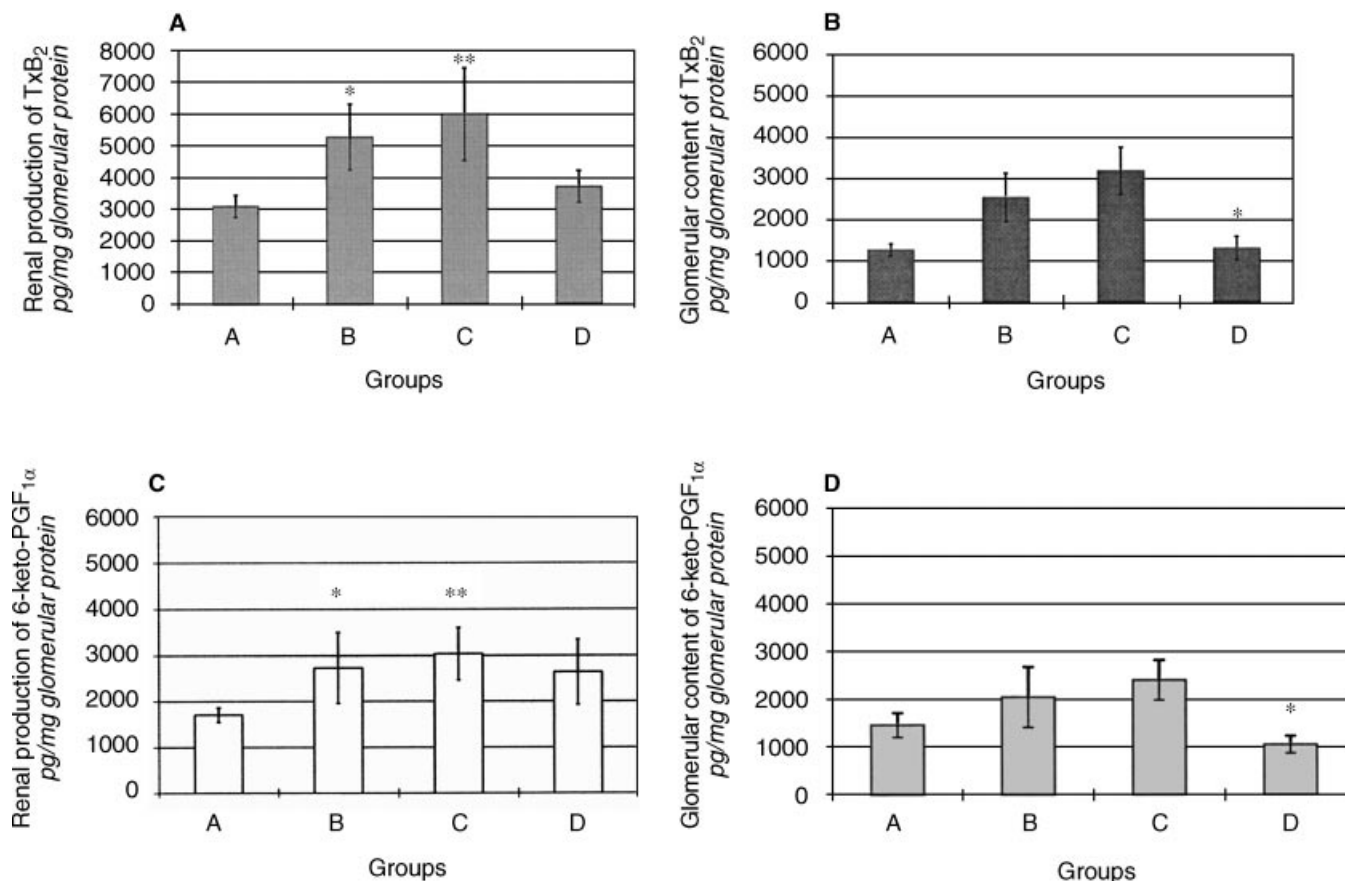 A
Renal production of TxB2
pg/mg glomerular protein
8000
7000
6000
5000
4000
3000
2000
1000
0
*
**
A B C D
Groups
B
Glomerular content of TxB2
pg/mg glomerular protein
6000
5000
4000
3000
2000
1000
0
*
A B C D
Groups
C
Renal production of 6-keto-PGF1α
pg/mg glomerular protein
6000
5000
4000
3000
2000
1000
0
* **
A B C D
Groups
D
Glomerular content of 6-keto-PGF1α
pg/mg glomerular protein
6000
5000
4000
3000
2000
1000
0
*
A B C D
Groups